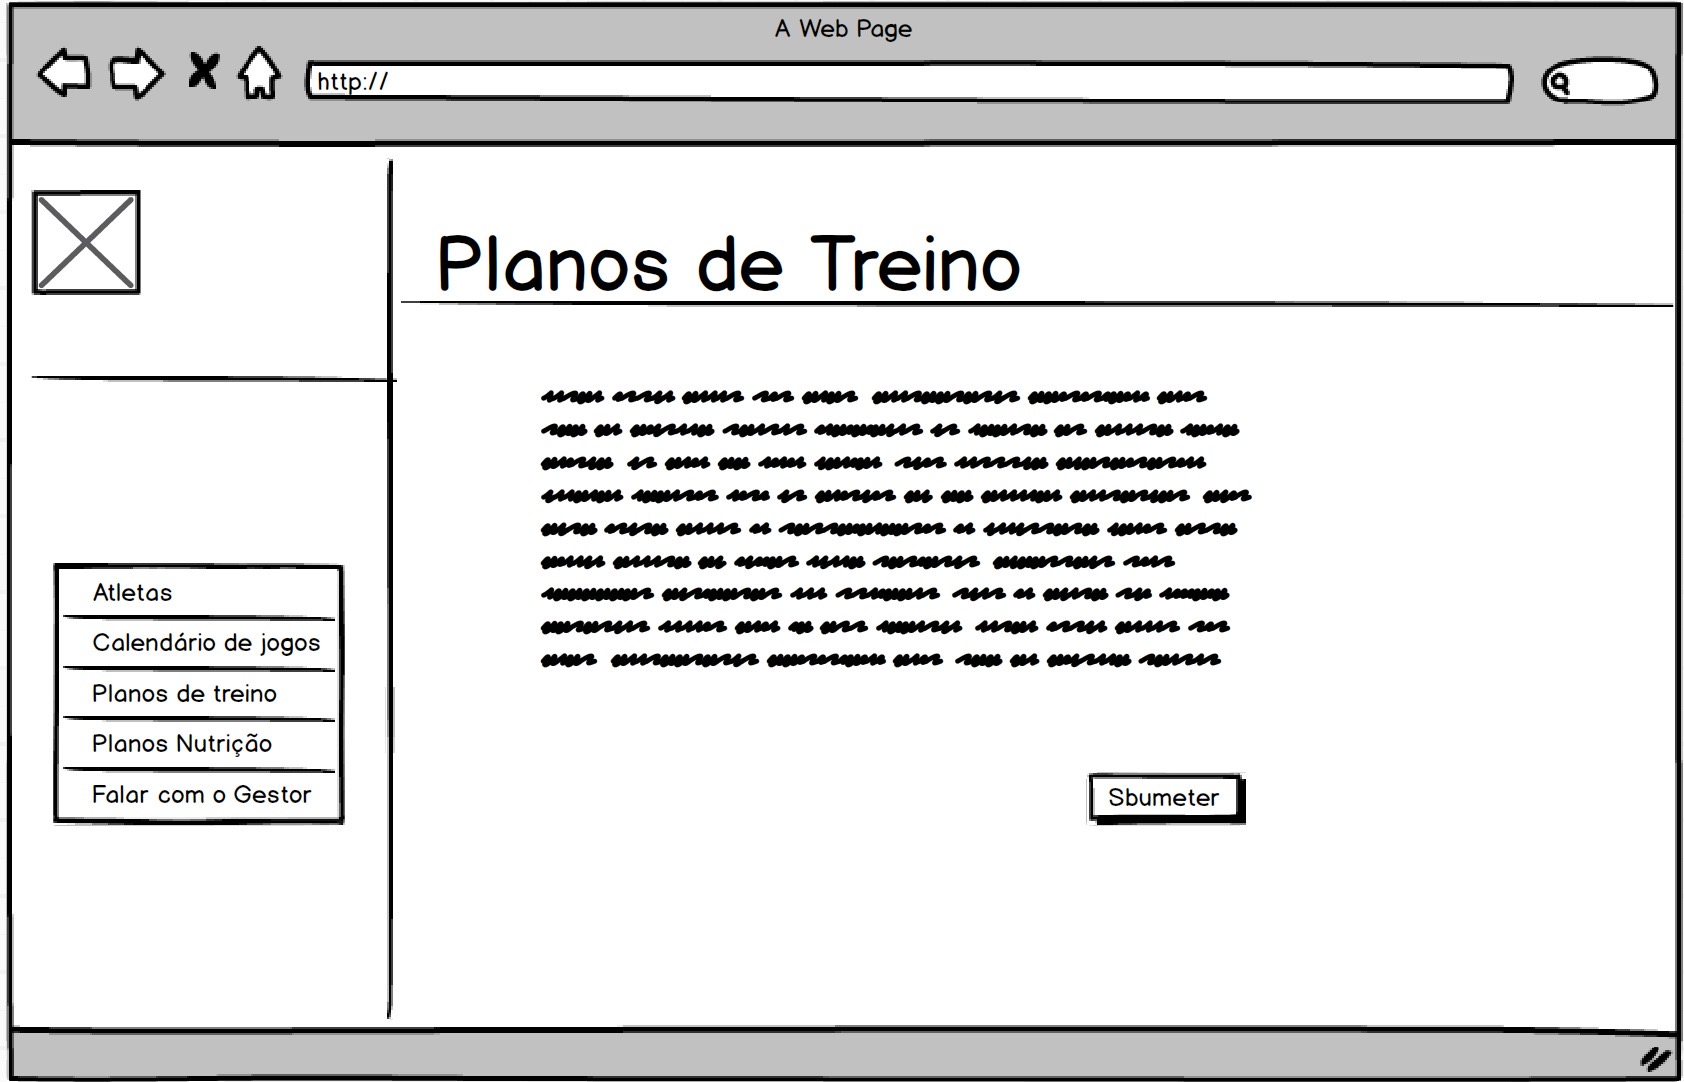 A Web Page
http://
Planos de Treino
Atletas
Calendário de jogos
Planos de treino
Planos Nutrição
Falar com o Gestor
Sbumeter